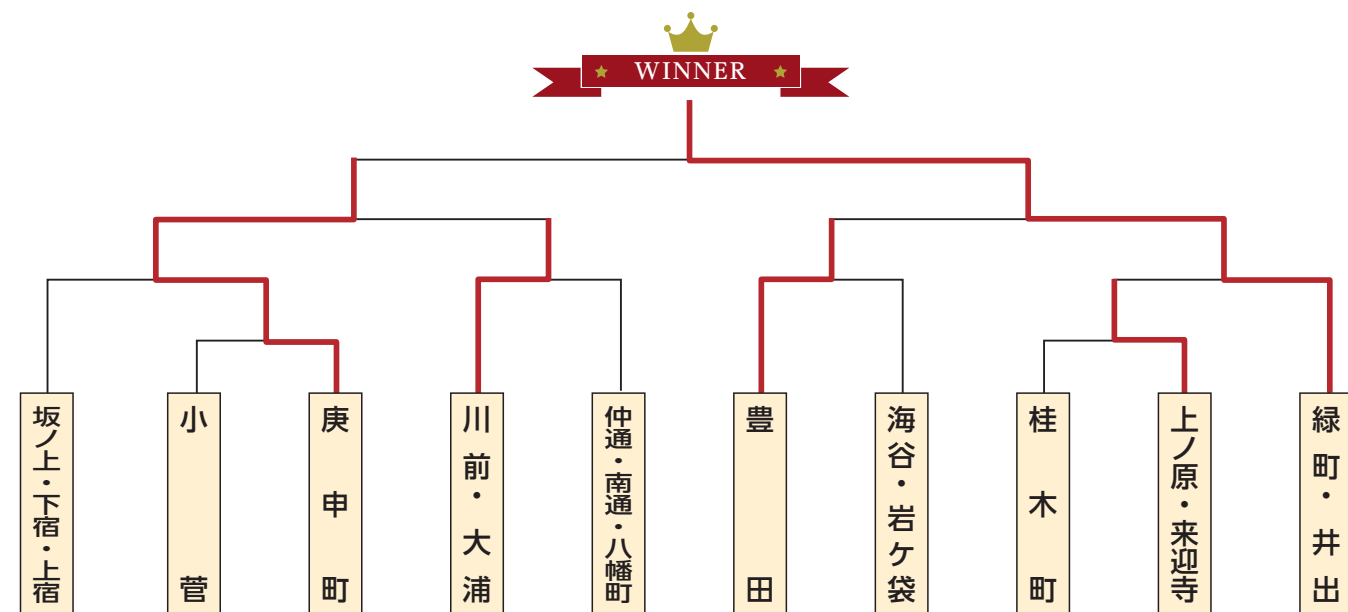 WINNER
坂ノ上・下宿・上宿
小菅
庚申町
川前・大浦
仲通・南通・八幡町
豊田
海谷・岩ケ袋
桂木町
上ノ原・来迎寺
緑町・井出